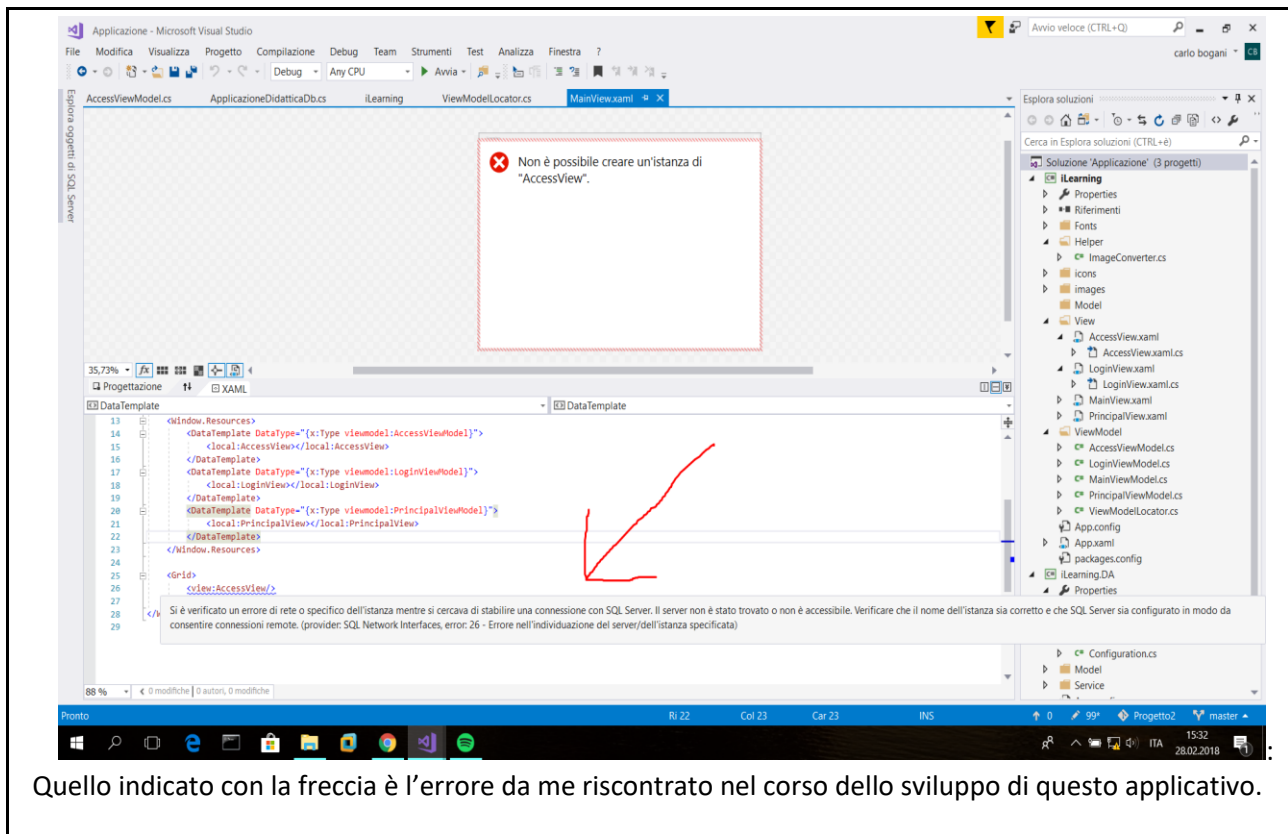 Applicazione - Microsoft Visual Studio
Avvio veloce (CTRL+Q)
File Modifica Visualizza Progetto Compilazione Debug Team Strumenti Test Analizza Finestra ?
carlo bogani CB
Debug Any CPU Avvia
Esplora oggetti di SQL Server
AccessViewModel.cs ApplicazioneDidatticaDb.cs iLearning ViewModelLocator.cs MainView.xaml
Non è possibile creare un'istanza di
"AccessView".
35,73% fx
Progettazione XAML
DataTemplate DataTemplate
13 <Window.Resources>
14 <DataTemplate DataType="{x:Type viewmodel:AccessViewModel}">
15 <local:AccessView></local:AccessView>
16 </DataTemplate>
17 <DataTemplate DataType="{x:Type viewmodel:LoginViewModel}">
18 <local:LoginView></local:LoginView>
19 </DataTemplate>
20 <DataTemplate DataType="{x:Type viewmodel:PrincipalViewModel}">
21 <local:PrincipalView></local:PrincipalView>
22 </DataTemplate>
23 </Window.Resources>
24
25 <Grid>
26 <view:AccessView/>
27
28 </W
29
Si è verificato un errore di rete o specifico dell'istanza mentre si cercava di stabilire una connessione con SQL Server. Il server non è stato trovato o non è accessibile. Verificare che il nome dell'istanza sia corretto e che SQL Server sia configurato in modo da
consentire connessioni remote. (provider: SQL Network Interfaces, error: 26 - Errore nell'individuazione del server/dell'istanza specificata)
88 % 0 modifiche | 0 autori, 0 modifiche
Esplora soluzioni
Cerca in Esplora soluzioni (CTRL+è)
Soluzione 'Applicazione' (3 progetti)
iLearning
Properties
Riferimenti
Fonts
Helper
ImageConverter.cs
icons
images
Model
View
AccessView.xaml
AccessView.xaml.cs
LoginView.xaml
LoginView.xaml.cs
MainView.xaml
PrincipalView.xaml
ViewModel
AccessViewModel.cs
LoginViewModel.cs
MainViewModel.cs
PrincipalViewModel.cs
ViewModelLocator.cs
App.config
App.xaml
packages.config
iLearning.DA
Properties
Configuration.cs
Model
Service
Pronto Ri 22 Col 23 Car 23 INS 0 99* Progetto2 master
ITA 15:32
28.02.2018 1
:
Quello indicato con la freccia è l’errore da me riscontrato nel corso dello sviluppo di questo applicativo.